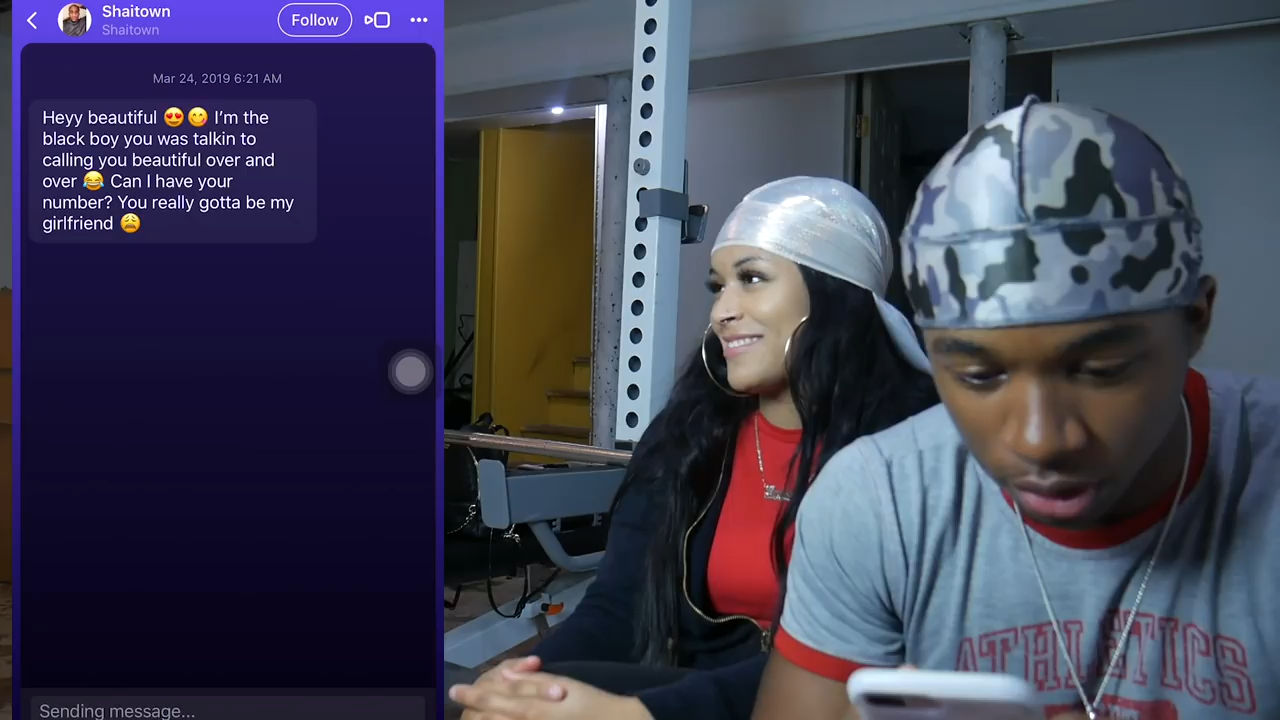 Shaitown
Shaitown
Follow
Mar 24, 2019 6:21 AM
Heyy beautiful 😍😋 I'm the
black boy you was talkin to
calling you beautiful over and
over 😂 Can I have your
number? You really gotta be my
girlfriend 😩
Sending message...
ATHLETICS